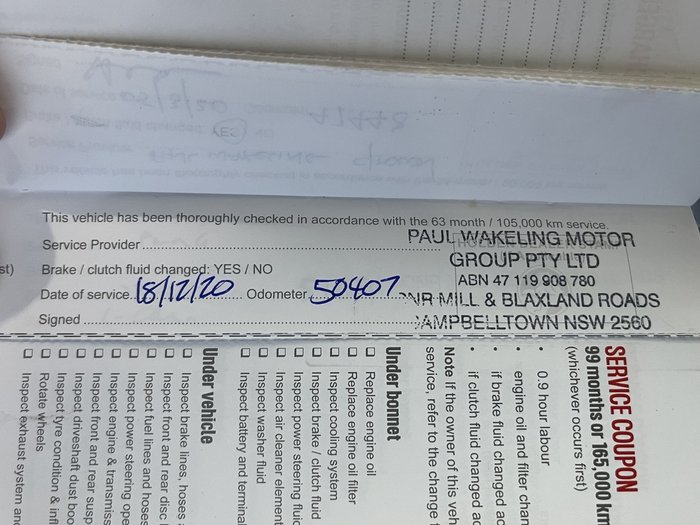 This vehicle has been thoroughly checked in accordance with the 63 month / 105,000 km service.
Service Provider
PAUL WAKELING MOTOR
GROUP PTY LTD
ABN 47 119 908 780
CNR MILL & BLAXLAND ROADS
CAMPBELLTOWN NSW 2560
st) Brake / clutch fluid changed: YES / NO
Date of service 18/12/20 Odometer 50407
Signed
SERVICE COUPON
99 months or 165,000 km
(whichever occurs first)
• 0.9 hour labour
• engine oil and filter chan
• if brake fluid changed ad
• if clutch fluid changed ad
Note If the owner of this veh
service, refer to the change
Under bonnet
☐ Replace engine oil
☐ Replace engine oil filter
☐ Inspect cooling system
☐ Inspect brake / clutch fluid
☐ Inspect power steering fluid
☐ Inspect air cleaner element
☐ Inspect washer fluid
☐ Inspect battery and terminal
Under vehicle
☐ Inspect brake lines, hoses
☐ Inspect front and rear disc
☐ Inspect fuel lines and hoses
☐ Inspect power steering ope
☐ Inspect engine & transmiss
☐ Inspect front and rear susp
☐ Inspect driveshaft dust boo
☐ Inspect tyre condition & infl
☐ Rotate wheels
☐ Inspect exhaust system and